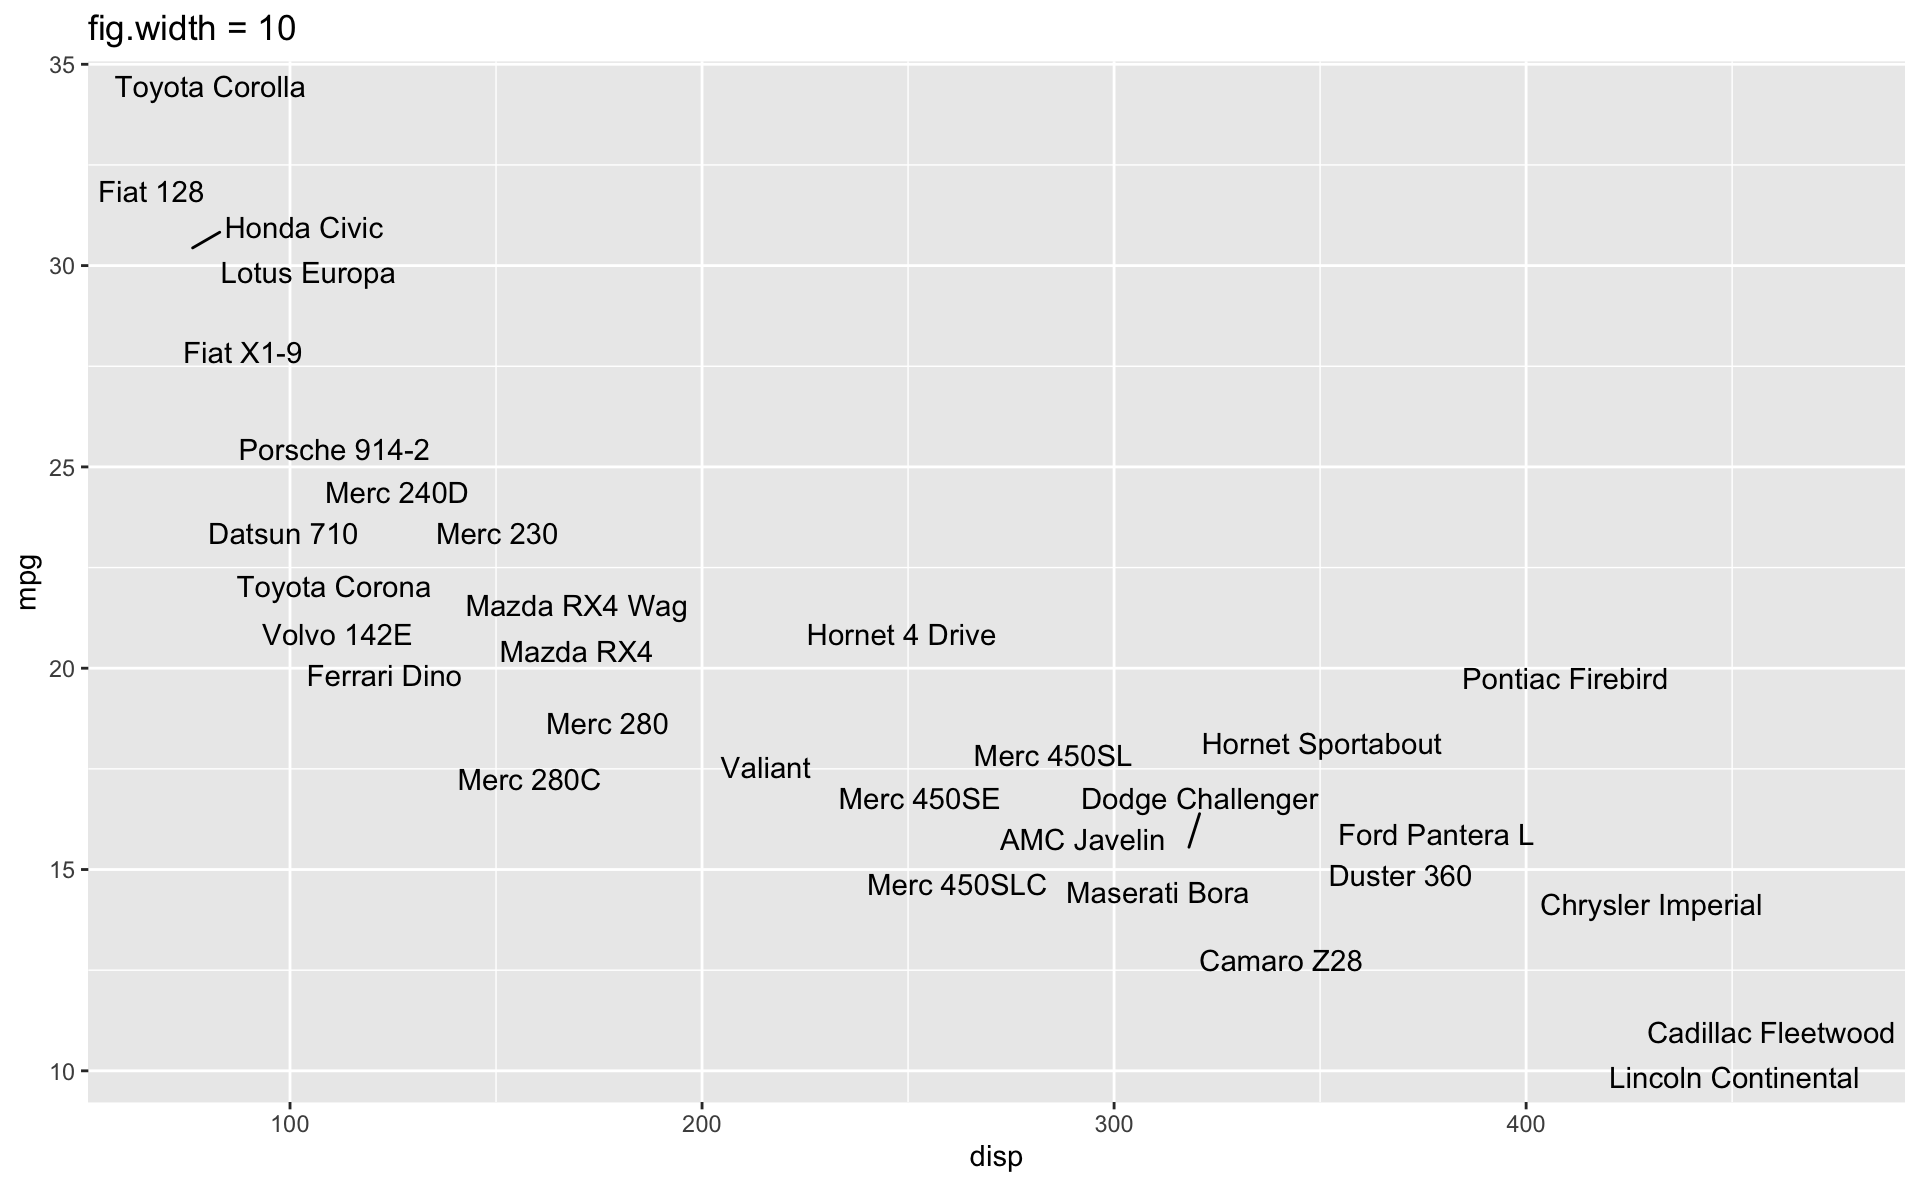 fig.width = 10
35
Toyota Corolla
Fiat 128
Honda Civic
30
Lotus Europa
Fiat X1-9
Porsche 914-2
25
Merc 240D
Datsun 710
Merc 230
mpg
Toyota Corona
Mazda RX4 Wag
Volvo 142E
Hornet 4 Drive
Mazda RX4
20
Ferrari Dino
Pontiac Firebird
Merc 280
Hornet Sportabout
Merc 450SL
Valiant
Merc 280C
Merc 450SE
Dodge Challenger
Ford Pantera L
AMC Javelin
15
Duster 360
Merc 450SLC
Maserati Bora
Chrysler Imperial
Camaro Z28
Cadillac Fleetwood
10
Lincoln Continental
100
200
300
400
disp